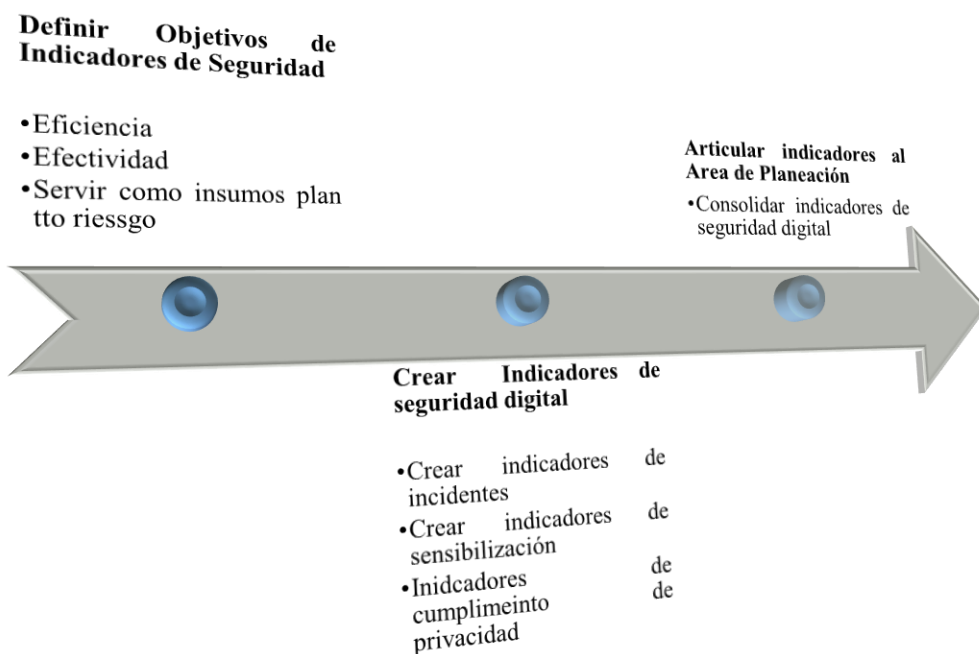 Definir Objetivos de
Indicadores de Seguridad
•Eficiencia
•Efectividad
•Servir como insumos plan
tto riessgo
Crear Indicadores de
seguridad digital
•Crear indicadores de
incidentes
•Crear indicadores de
sensibilización
•Inidcadores de
cumplimeinto de
privacidad
Articular indicadores al
Area de Planeación
•Consolidar indicadores de
seguridad digital